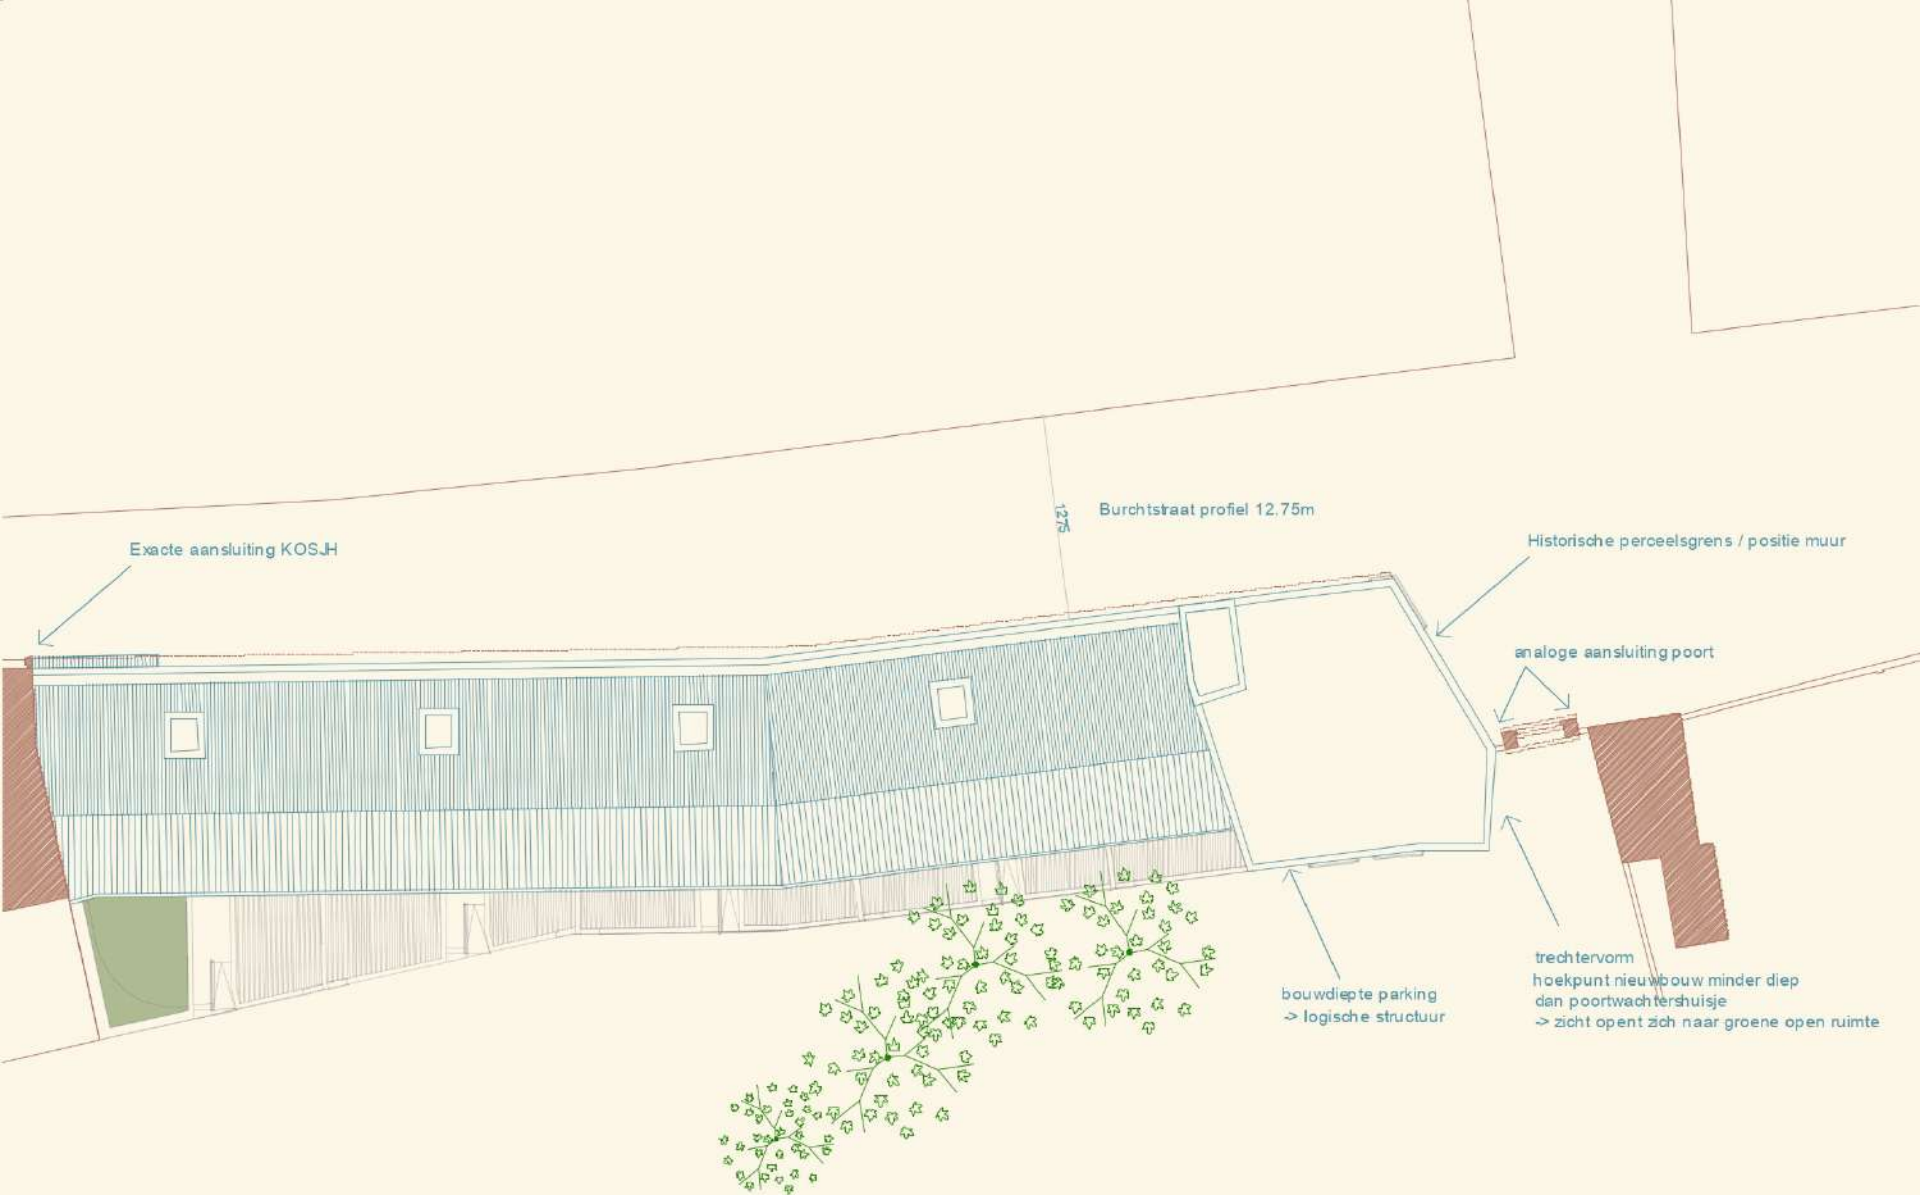 1275
Burchtstraat profiel 12.75m
Exacte aansluiting KOSJH
Historische perceelsgrens / positie muur
analoge aansluiting poort
bouwdiepte parking
-> logische structuur
trechtervorm
hoekpunt nieuwbouw minder diep
dan poortwachtershuisje
-> zicht opent zich naar groene open ruimte